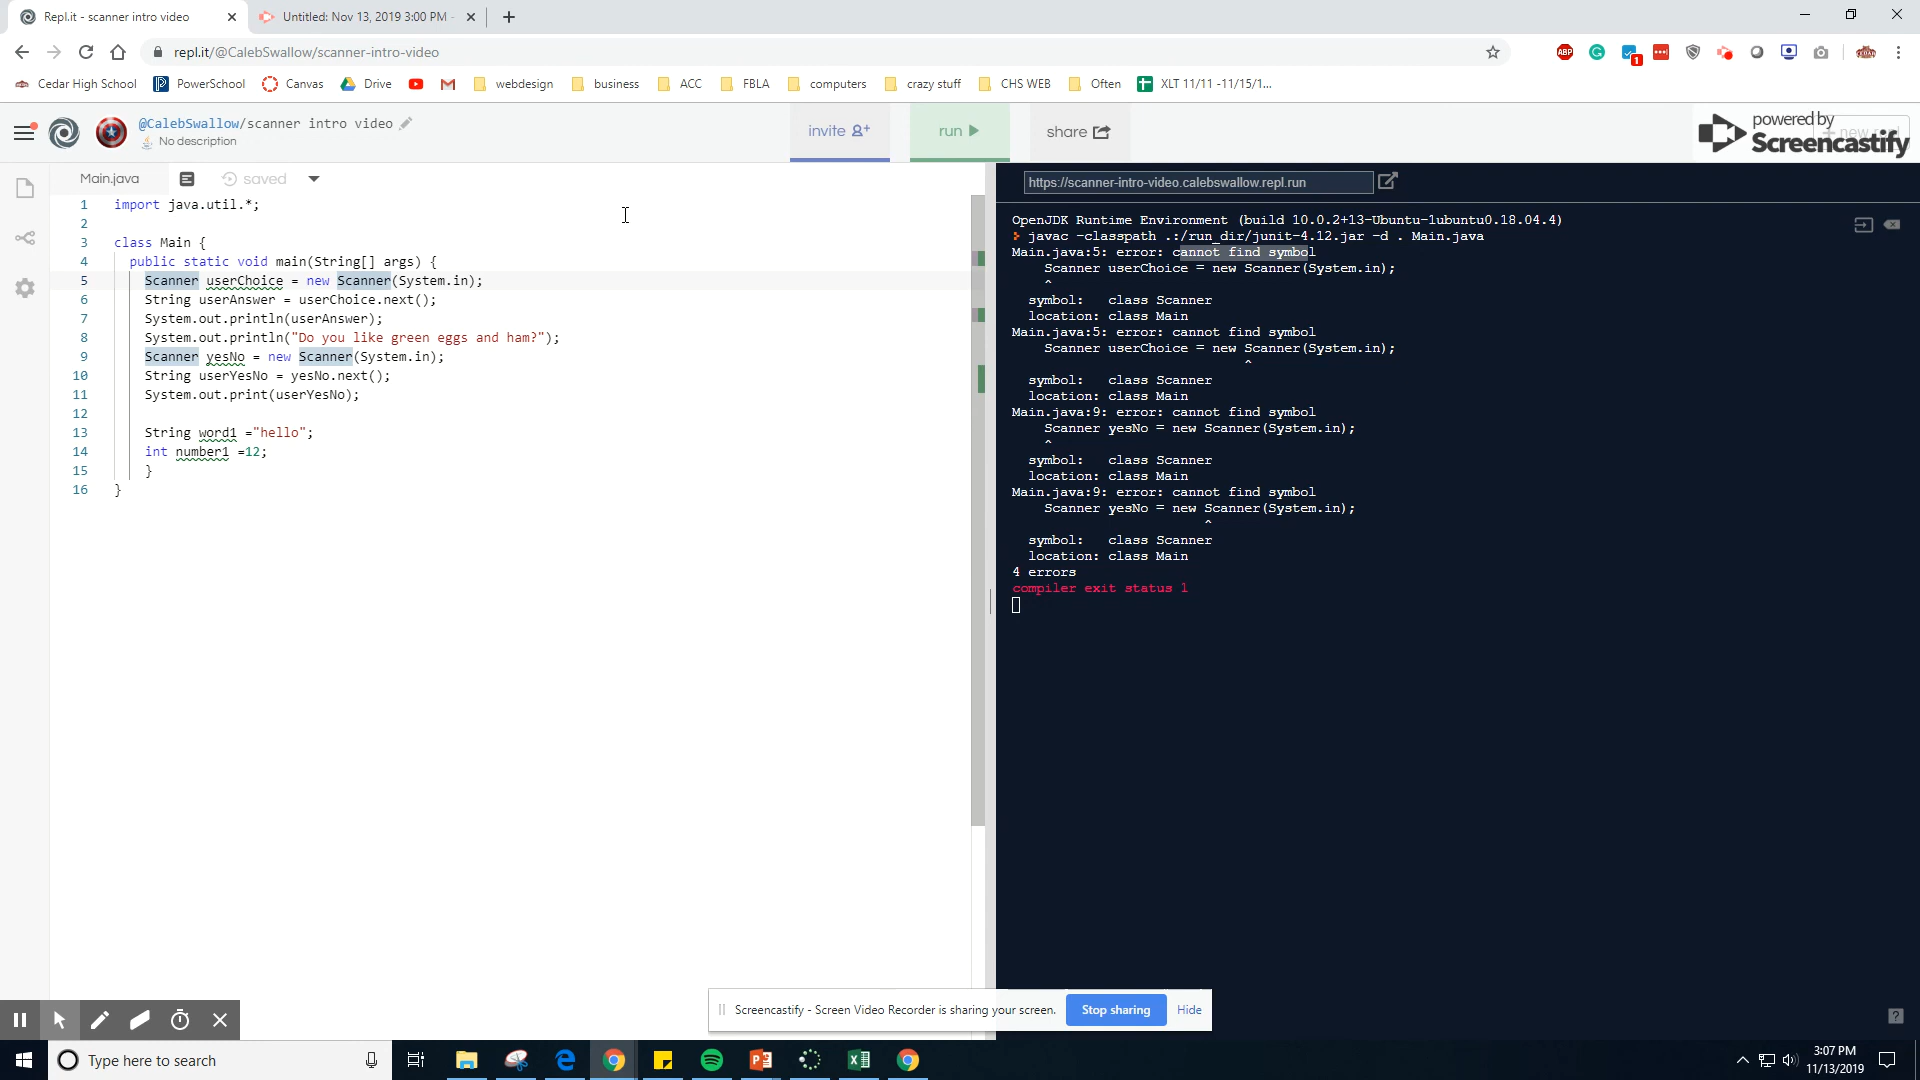 Repl.it - scanner intro video
Untitled: Nov 13, 2019 3:00 PM -
repl.it/@CalebSwallow/scanner-intro-video
ABP
1
Cedar High School
PowerSchool
Canvas
Drive
webdesign
business
ACC
FBLA
computers
crazy stuff
CHS WEB
Often
XLT 11/11 -11/15/1...
@CalebSwallow/scanner intro video
No description
invite
run
share
powered by
Screencastify
Main.java
saved
https://scanner-intro-video.calebswallow.repl.run
1 import java.util.*;
2
3 class Main {
4 public static void main(String[] args) {
5 Scanner userChoice = new Scanner(System.in);
6 String userAnswer = userChoice.next();
7 System.out.println(userAnswer);
8 System.out.println("Do you like green eggs and ham?");
9 Scanner yesNo = new Scanner(System.in);
10 String userYesNo = yesNo.next();
11 System.out.print(userYesNo);
12
13 String word1 ="hello";
14 int number1 =12;
15 }
16 }
OpenJDK Runtime Environment (build 10.0.2+13-Ubuntu-1ubuntu0.18.04.4)
javac -classpath .:/run_dir/junit-4.12.jar -d . Main.java
Main.java:5: error: cannot find symbol
Scanner userChoice = new Scanner(System.in);
^
symbol: class Scanner
location: class Main
Main.java:5: error: cannot find symbol
Scanner userChoice = new Scanner(System.in);
^
symbol: class Scanner
location: class Main
Main.java:9: error: cannot find symbol
Scanner yesNo = new Scanner(System.in);
^
symbol: class Scanner
location: class Main
Main.java:9: error: cannot find symbol
Scanner yesNo = new Scanner(System.in);
^
symbol: class Scanner
location: class Main
4 errors
compiler exit status 1
?
Screencastify - Screen Video Recorder is sharing your screen.
Stop sharing
Hide
Type here to search
3:07 PM
11/13/2019